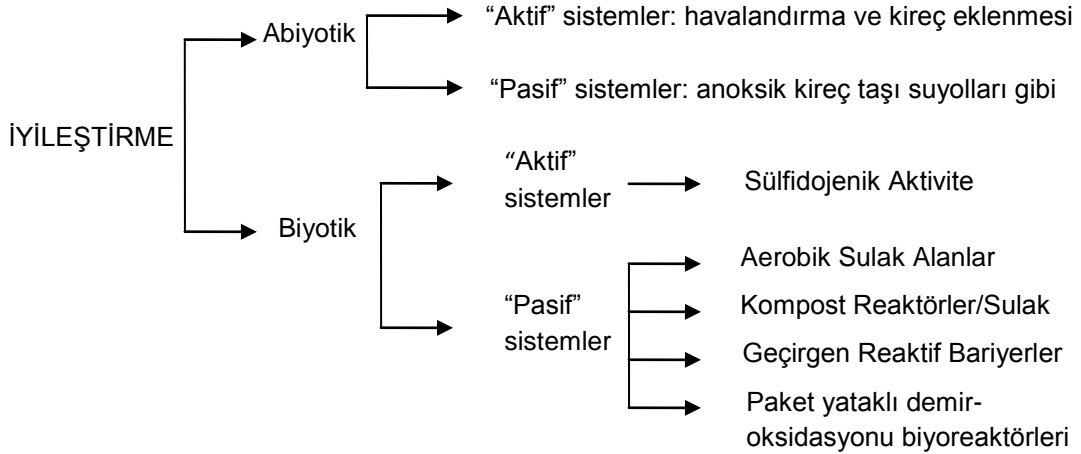 “Aktif” sistemler: havalandırma ve kireç eklenmesi
Abiyotik
“Pasif” sistemler: anoksik kireç taşı suyolları gibi
İYİLEŞTİRME
“Aktif”
sistemler
Sülfidojenik Aktivite
Biyotik
Aerobik Sulak Alanlar
“Pasif”
sistemler
Kompost Reaktörler/Sulak
Geçirgen Reaktif Bariyerler
Paket yataklı demir-
oksidasyonu biyoreaktörleri